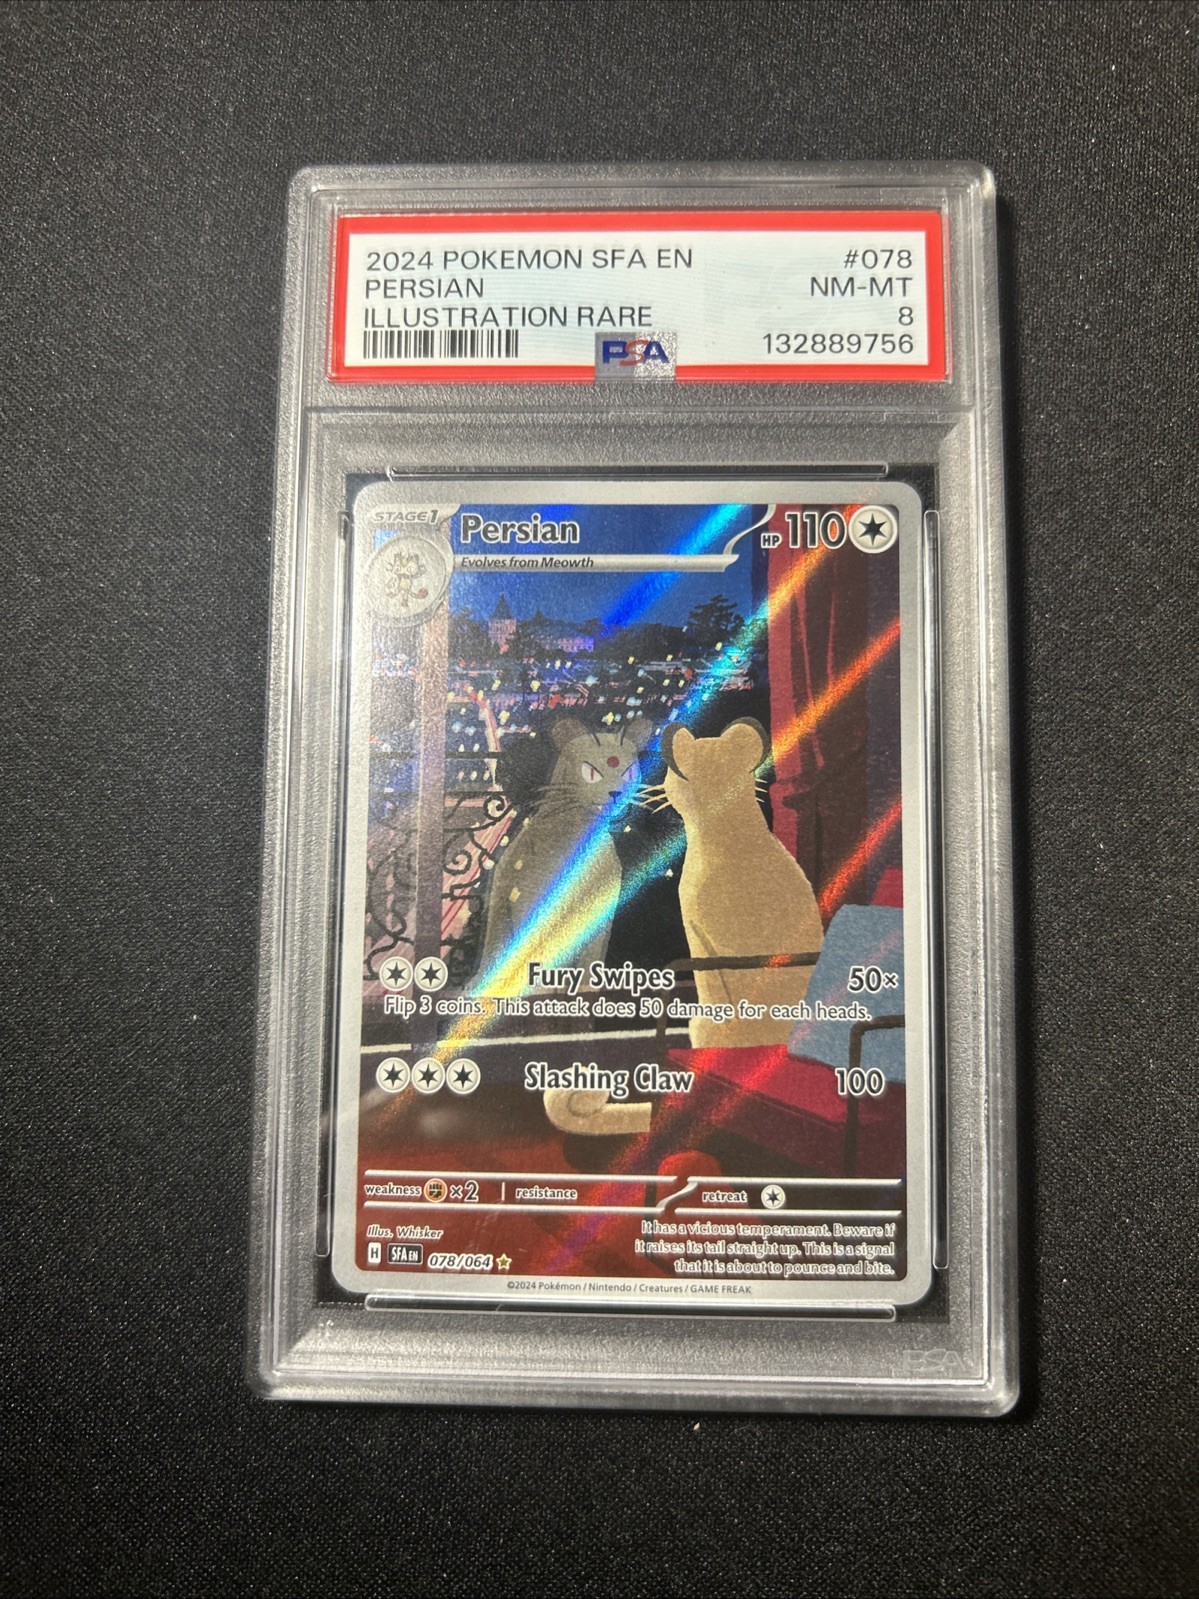 2024 POKEMON SFA EN #078
PERSIAN NM-MT
ILLUSTRATION RARE 8
PSA 132889756
STAGE1 Persian HP 110
Evolves from Meowth
Fury Swipes 50×
Flip 3 coins. This attack does 50 damage for each heads.
Slashing Claw 100
weakness ×2 resistance retreat
Illus. Whisker
It has a vicious temperament. Beware if
it raises its tail straight up. This is a signal
that it is about to pounce and bite.
H SFA EN 078/064
©2024 Pokémon / Nintendo / Creatures / GAME FREAK
PSA